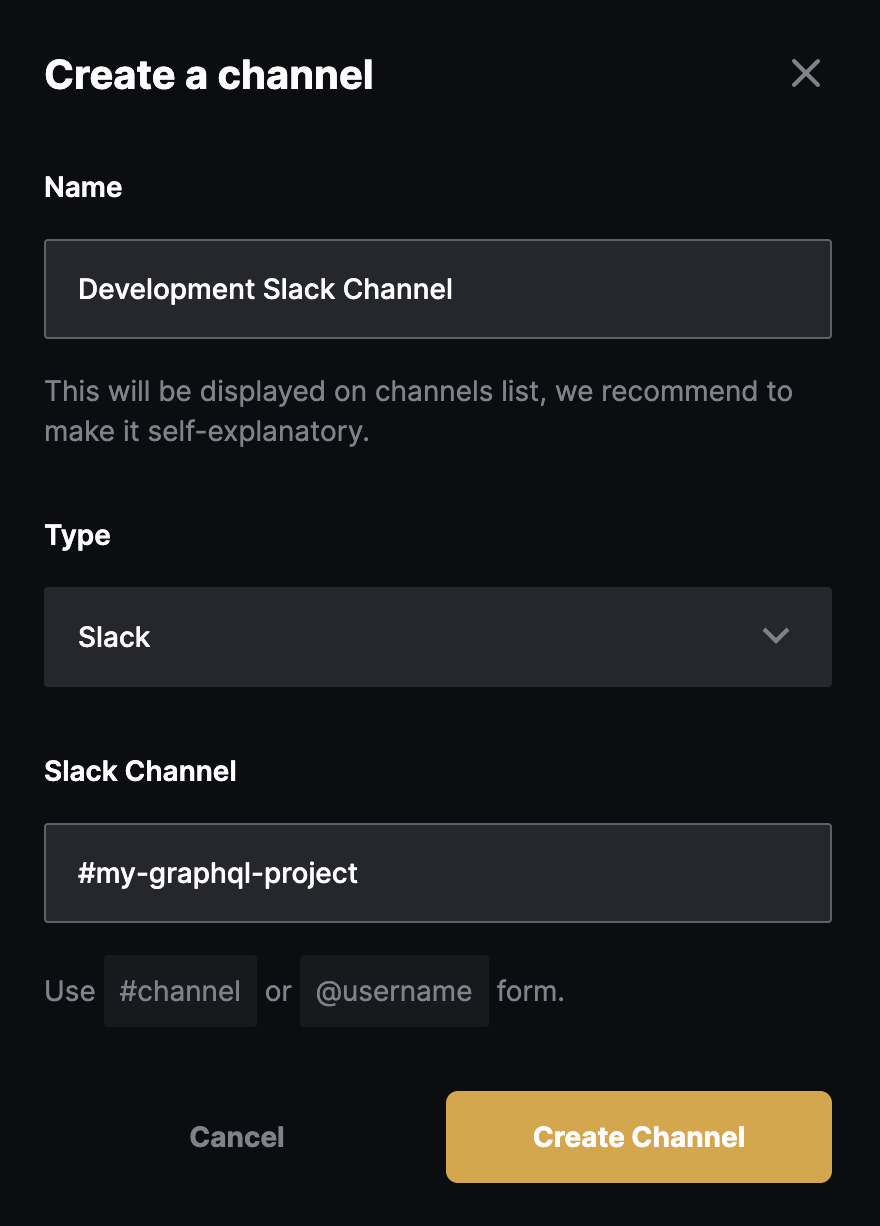 Create a channel
Name
Development Slack Channel
This will be displayed on channels list, we recommend to
make it self-explanatory.
Type
Slack
Slack Channel
#my-graphql-project
Use #channel or @username form.
Cancel
Create Channel